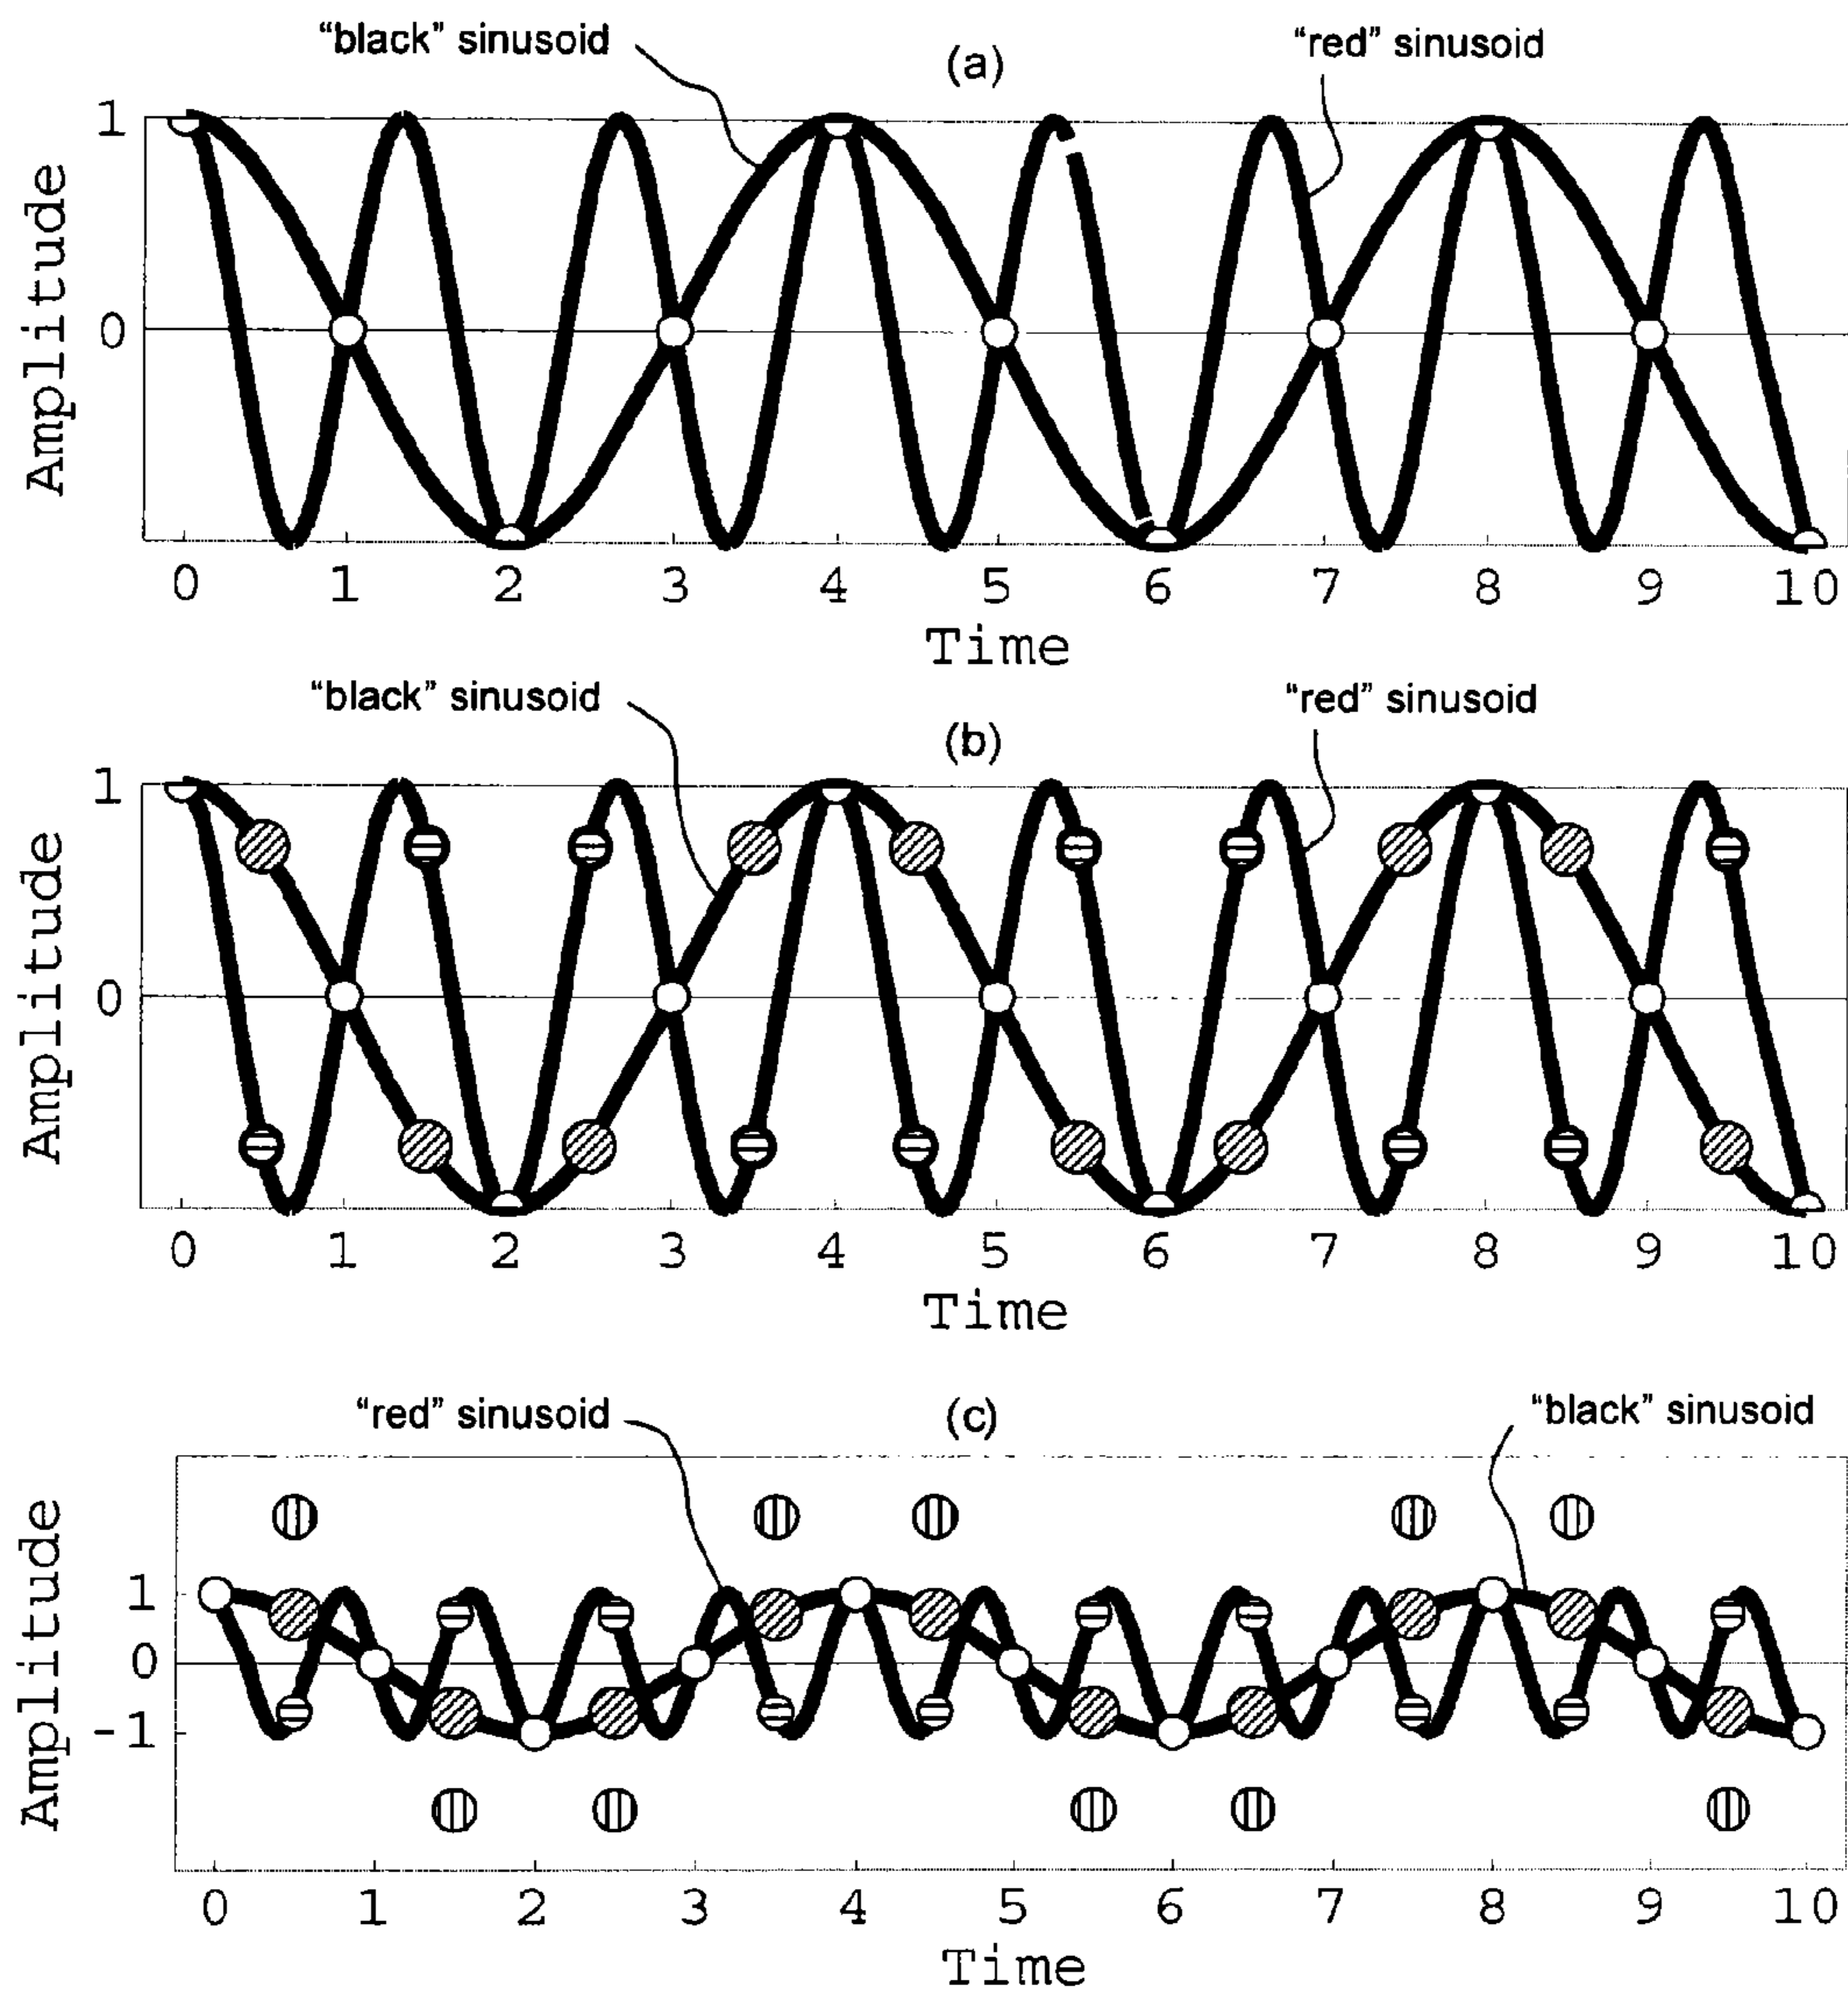 “black” sinusoid
(a)
“red” sinusoid
1
0
Amplitude
0 1 2 3 4 5 6 7 8 9 10
Time
“black” sinusoid
(b)
“red” sinusoid
1
0
Amplitude
0 1 2 3 4 5 6 7 8 9 10
Time
“red” sinusoid
(c)
“black” sinusoid
1
0
-1
Amplitude
0 1 2 3 4 5 6 7 8 9 10
Time